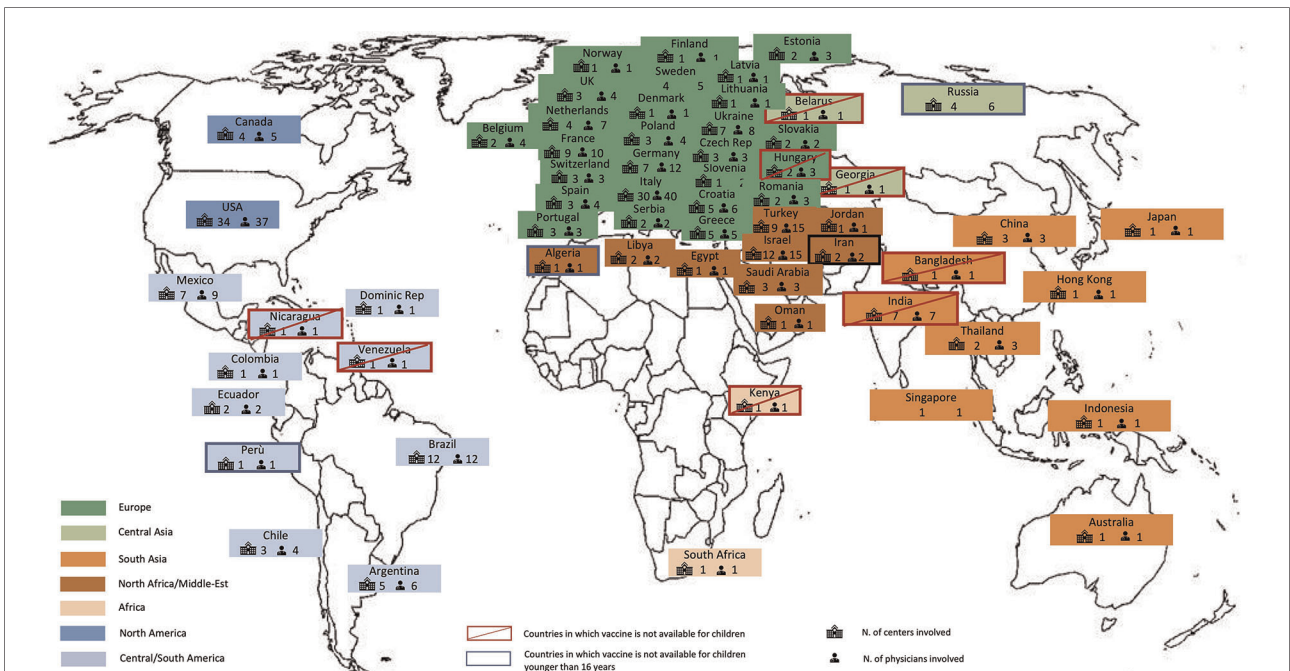 Norway
1 1
Finland
1
Estonia
2 3
UK
3 4
Sweden
4 5
Latvia
1 1
Lithuania
1 1
Denmark
1 1
Belarus
1 1
Russia
4 6
Canada
4 5
Belgium
2 4
Netherlands
4 7
Poland
3 4
Ukraine
7 8
Slovakia
2 2
France
9 10
Germany
7 12
Czech Rep
3 3
Hungary
2 3
Switzerland
3 3
Slovenia
1
Georgia
1 1
Spain
3 4
Italy
30 40
Croatia
5 6
Romania
2 3
USA
34 37
Portugal
3 3
Serbia
2 2
Greece
5 5
Turkey
9 15
Jordan
1 1
China
3 3
Japan
1 1
Algeria
1 1
Libya
2 2
Egypt
1 1
Israel
12 15
Iran
2 2
Bangladesh
1 1
Saudi Arabia
3 3
Hong Kong
1 1
Mexico
7 9
Dominic Rep
1 1
Nicaragua
1 1
Oman
1 1
India
7 7
Thailand
2 3
Colombia
1 1
Venezuela
1 1
Ecuador
2 2
Kenya
1 1
Singapore
1 1
Indonesia
1 1
Perù
1 1
Brazil
12 12
Chile
3 4
Argentina
5 6
South Africa
1 1
Australia
1 1
Europe
Central Asia
South Asia
North Africa/Middle-Est
Africa
North America
Central/South America
Countries in which vaccine is not available for children
Countries in which vaccine is not available for children
younger than 16 years
N. of centers involved
N. of physicians involved